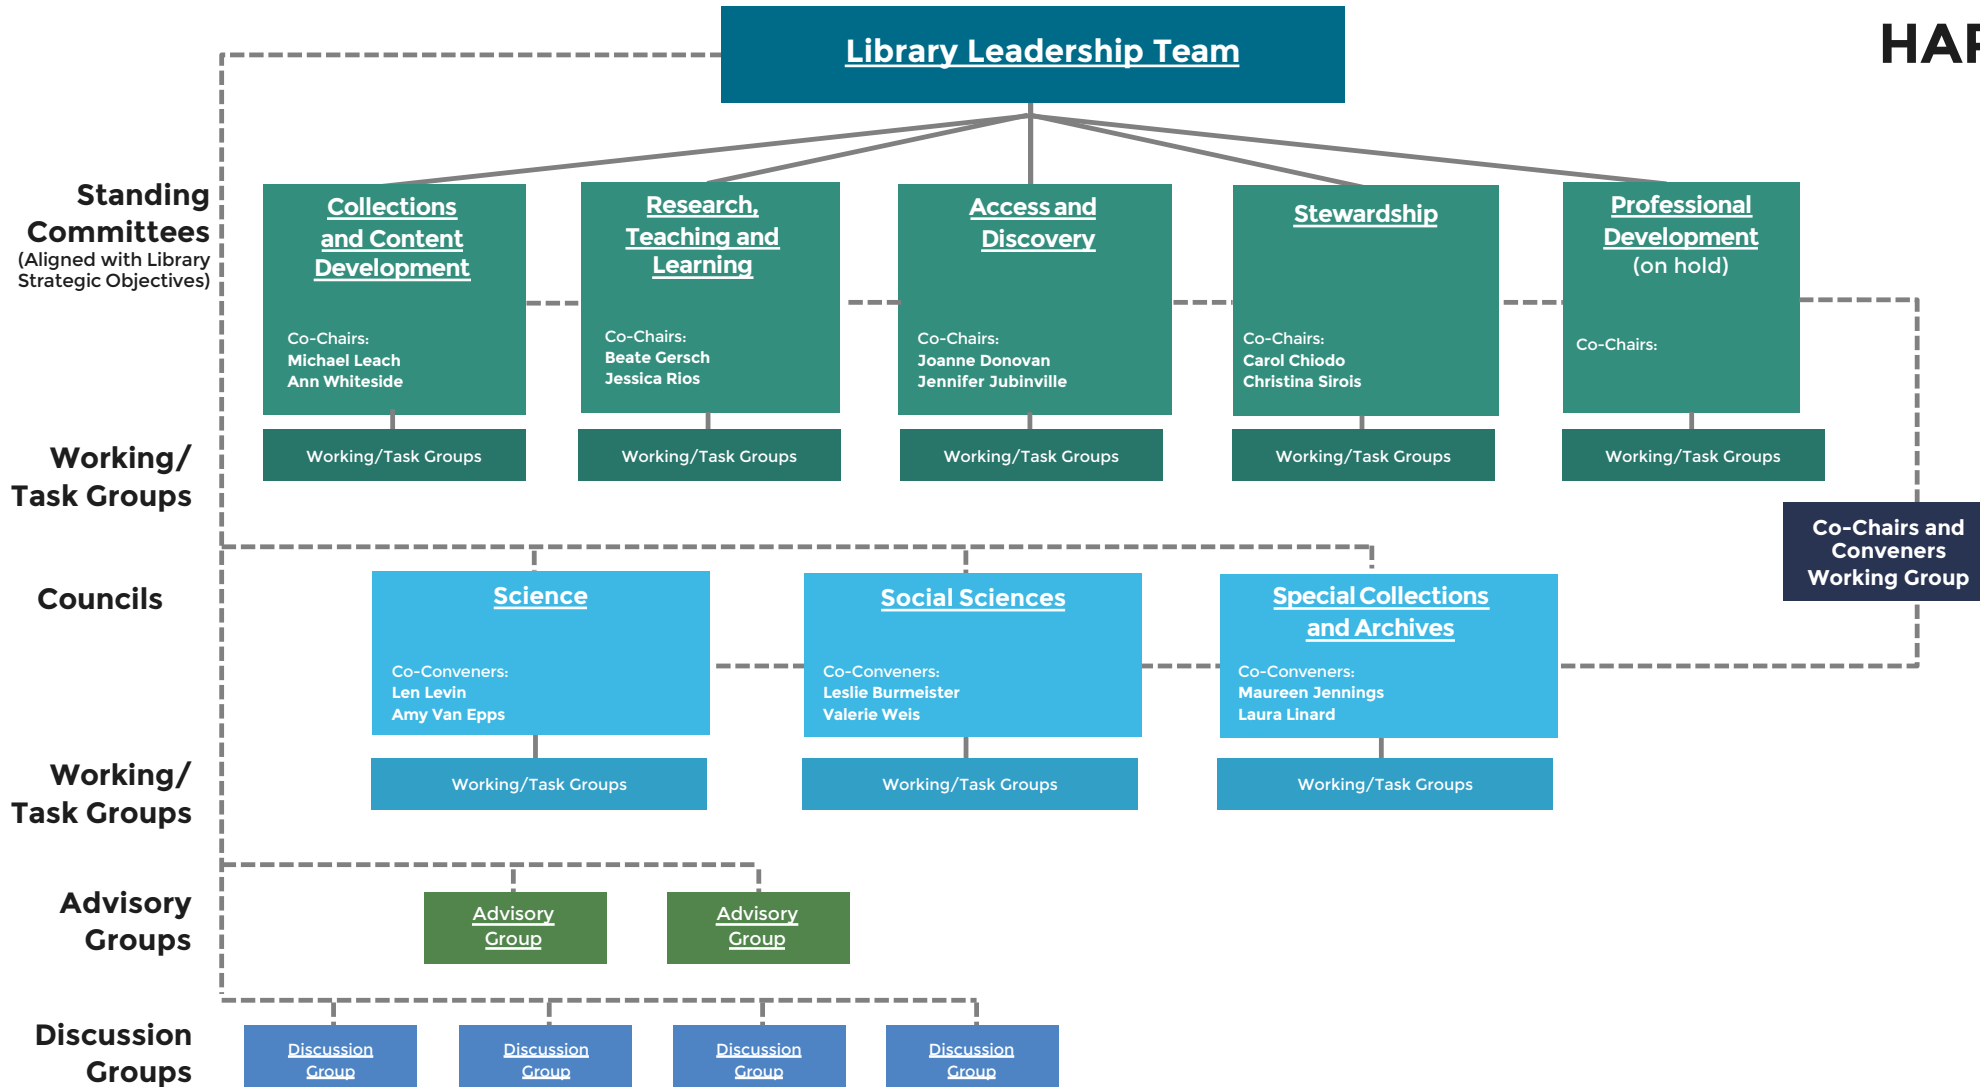 Library Leadership Team
HAR
Standing
Committees
(Aligned with Library
Strategic Objectives)
Collections
and Content
Development
Co-Chairs:
Michael Leach
Ann Whiteside
Research,
Teaching and
Learning
Co-Chairs:
Beate Gersch
Jessica Rios
Access and
Discovery
Co-Chairs:
Joanne Donovan
Jennifer Jubinville
Stewardship
Co-Chairs:
Carol Chiodo
Christina Sirois
Professional
Development
(on hold)
Co-Chairs:
Working/
Task Groups
Working/Task Groups
Working/Task Groups
Working/Task Groups
Working/Task Groups
Working/Task Groups
Co-Chairs and
Conveners
Working Group
Councils
Science
Co-Conveners:
Len Levin
Amy Van Epps
Social Sciences
Co-Conveners:
Leslie Burmeister
Valerie Weis
Special Collections
and Archives
Co-Conveners:
Maureen Jennings
Laura Linard
Working/
Task Groups
Working/Task Groups
Working/Task Groups
Working/Task Groups
Advisory
Groups
Advisory
Group
Advisory
Group
Discussion
Groups
Discussion
Group
Discussion
Group
Discussion
Group
Discussion
Group